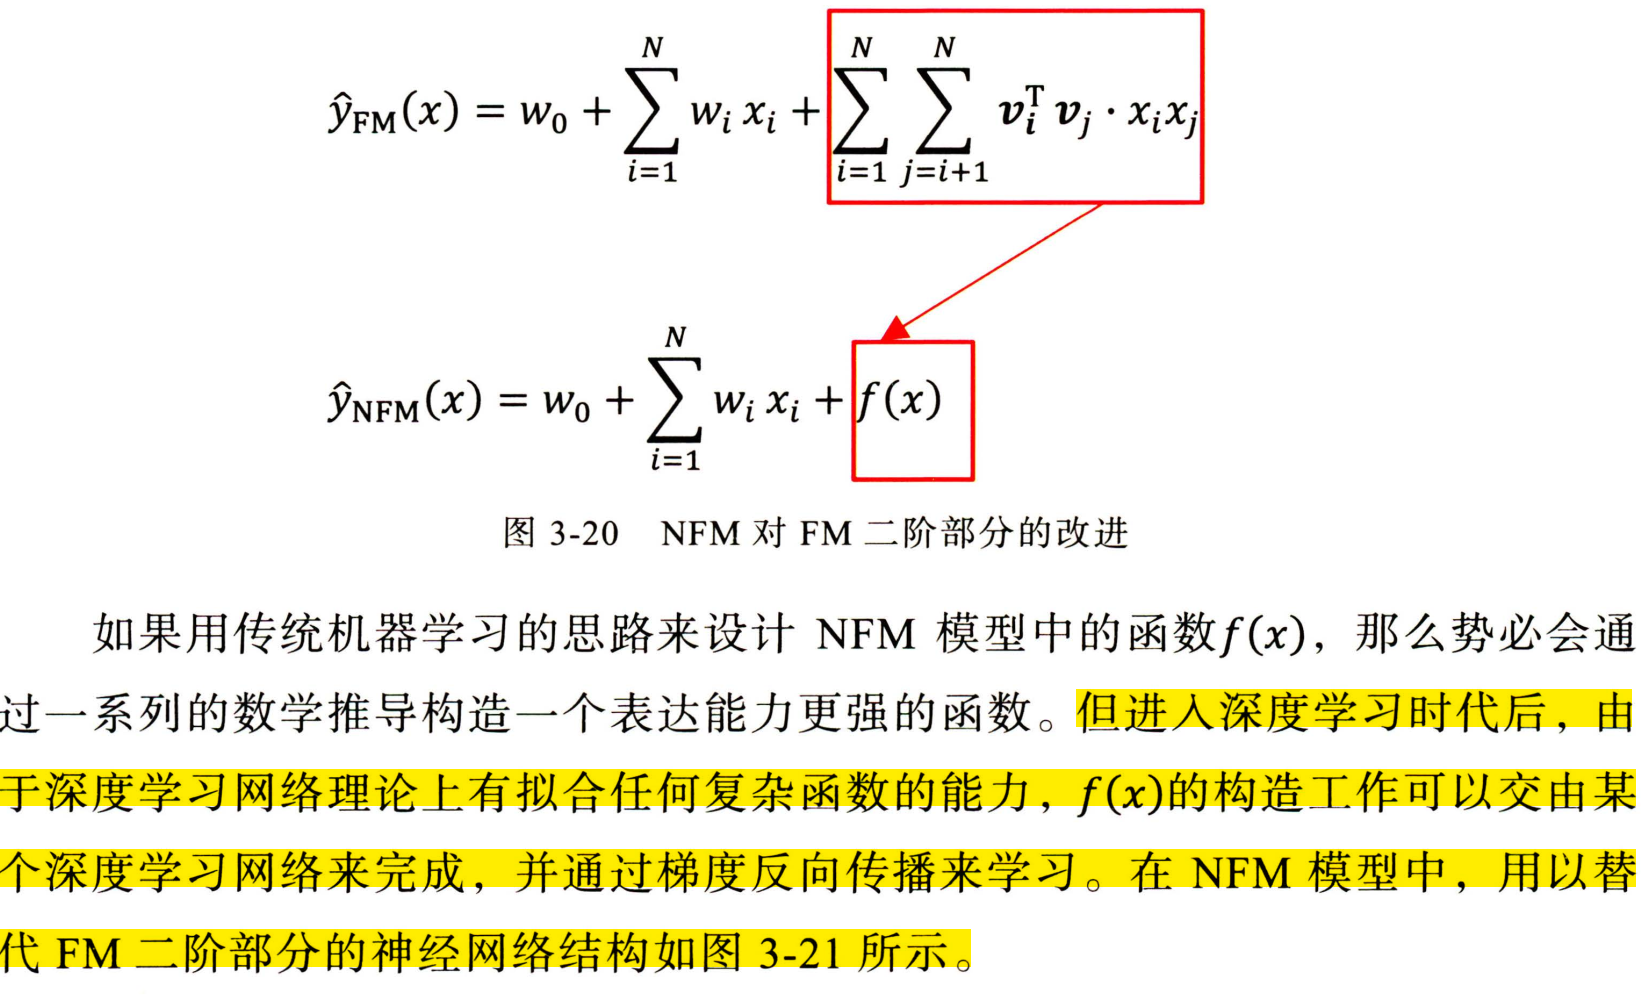 ŷ_FM(x) = w_0 + \sum_{i=1}^{N} w_i x_i + \sum_{i=1}^{N} \sum_{j=i+1}^{N} v_i^T v_j · x_i x_j
ŷ_NFM(x) = w_0 + \sum_{i=1}^{N} w_i x_i + f(x)
图 3-20 NFM 对 FM 二阶部分的改进
如果用传统机器学习的思路来设计 NFM 模型中的函数f(x)，那么势必会通
过一系列的数学推导构造一个表达能力更强的函数。但进入深度学习时代后，由
于深度学习网络理论上有拟合任何复杂函数的能力，f(x)的构造工作可以交由某
个深度学习网络来完成，并通过梯度反向传播来学习。在 NFM 模型中，用以替
代 FM 二阶部分的神经网络结构如图 3-21 所示。